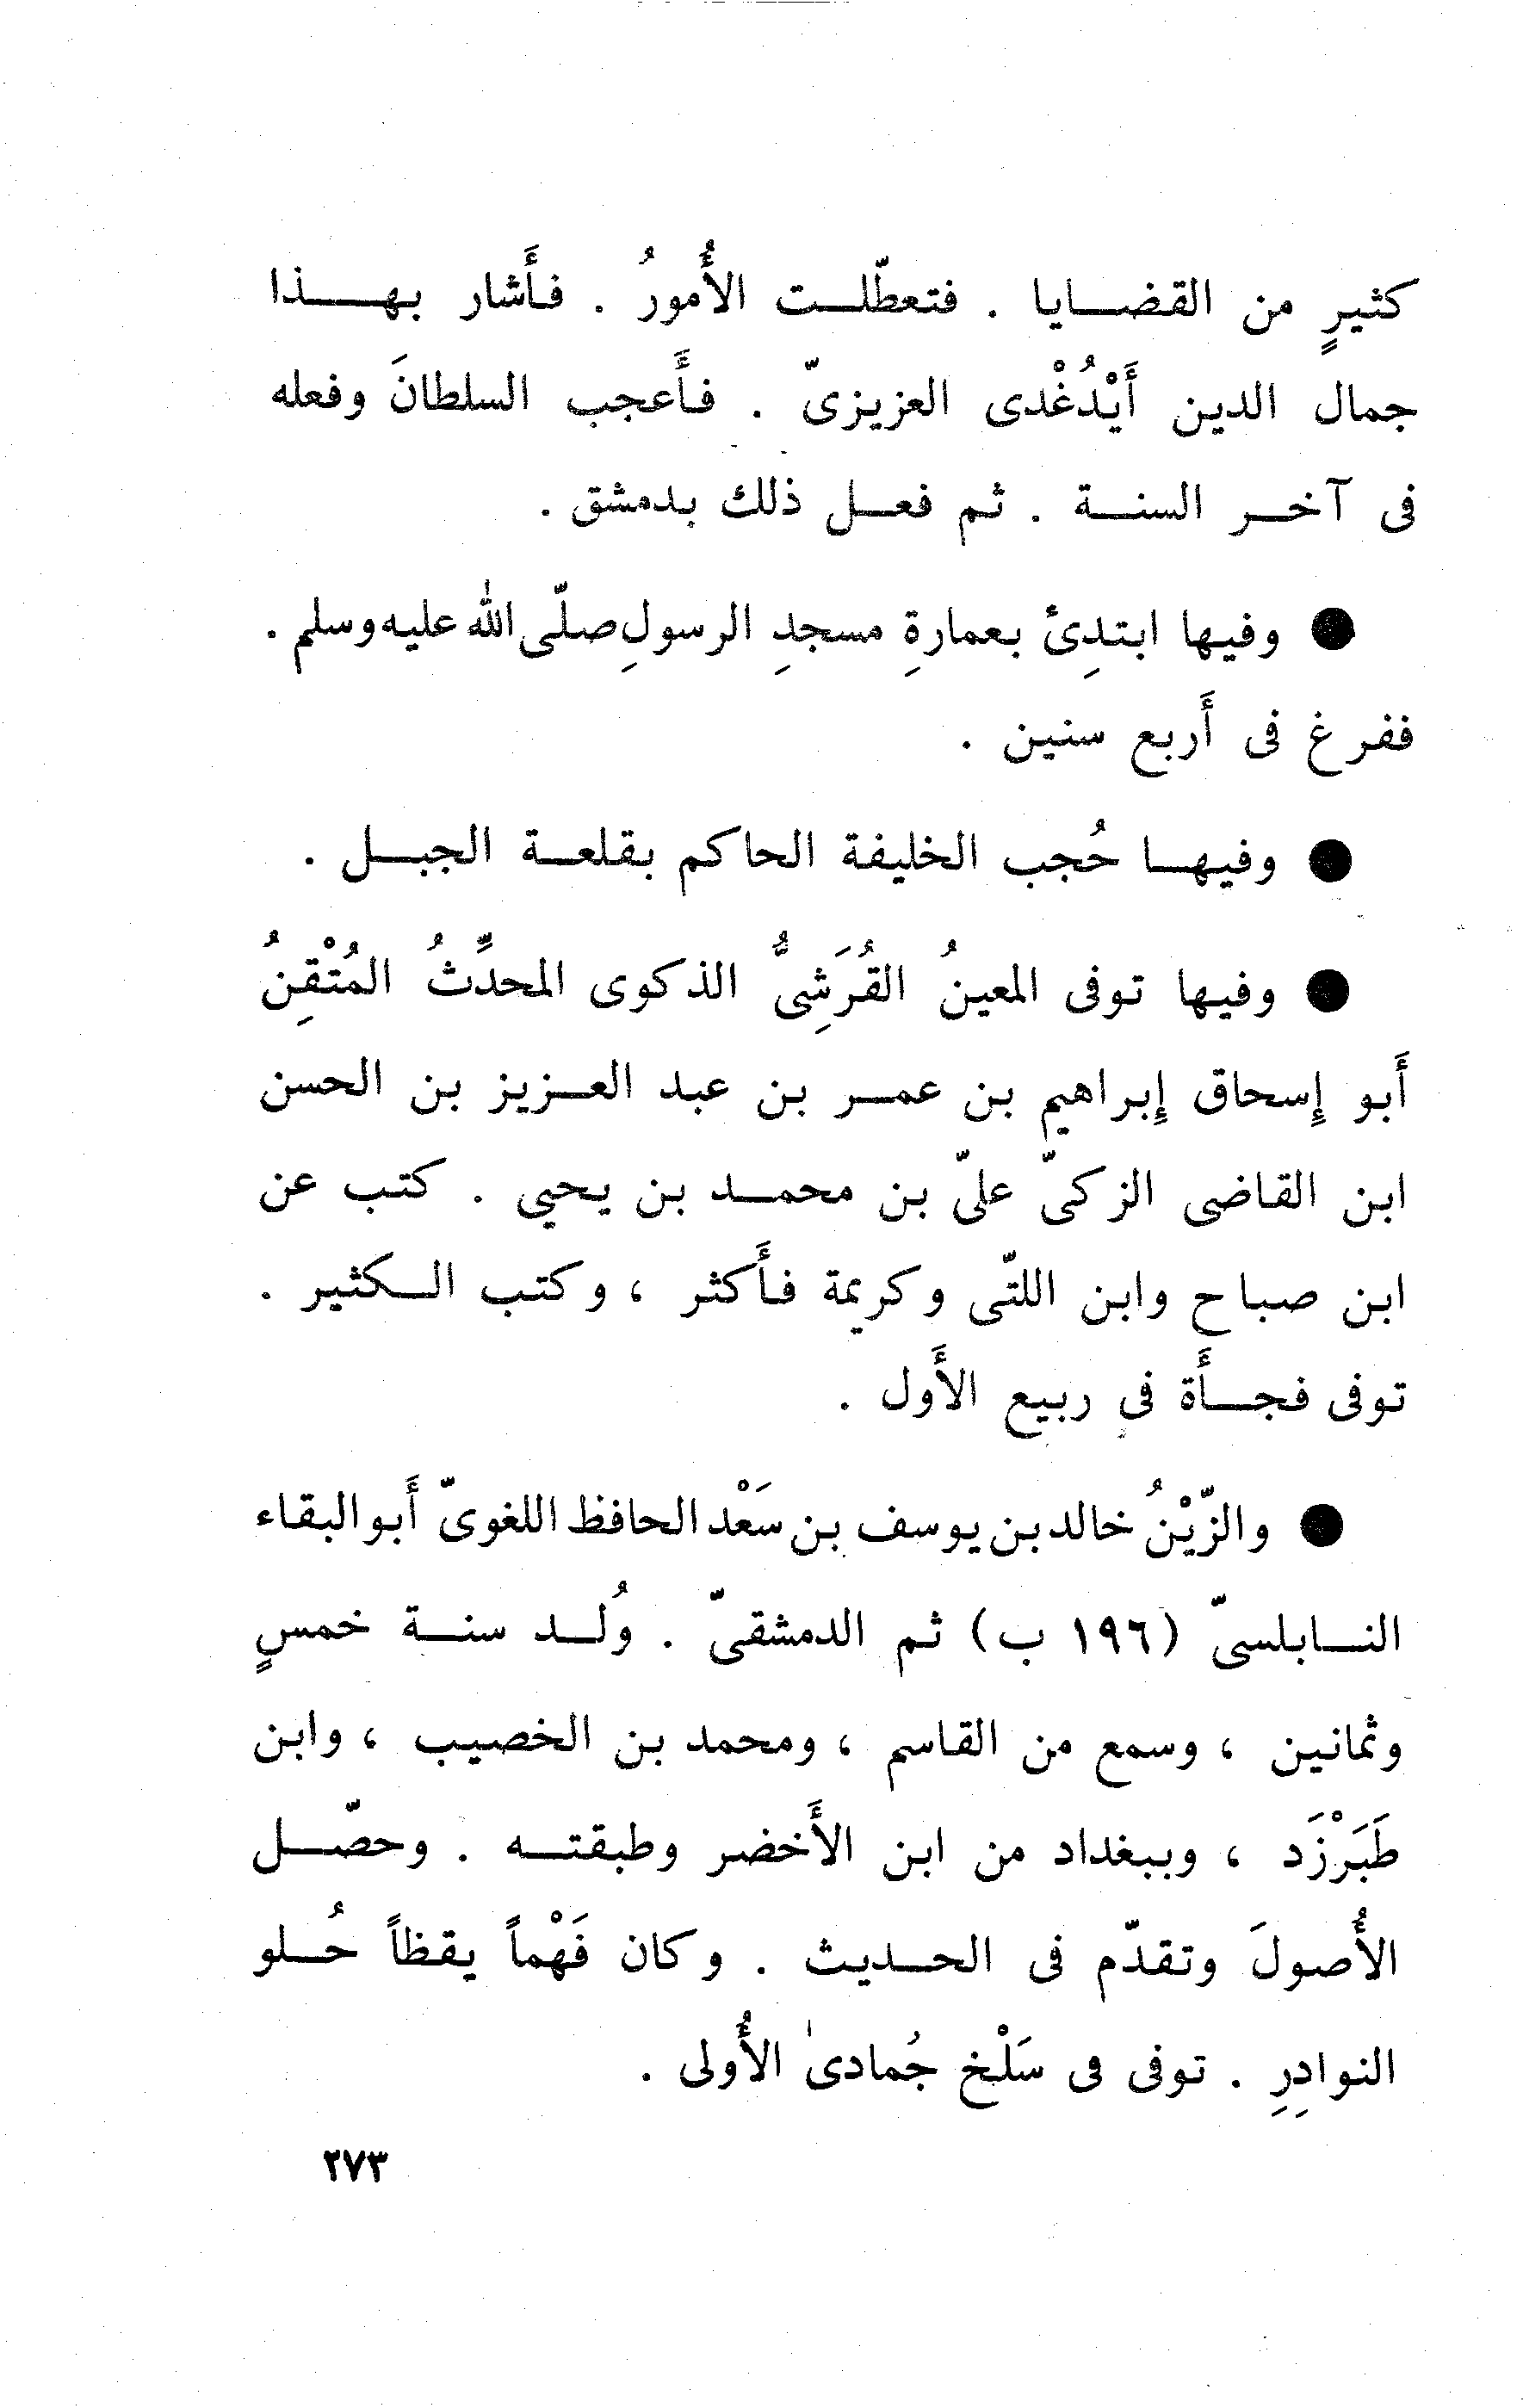 كثيرٍ من القضايا . فتعطّلت الأُمورُ . فأَشار بهذا
جمال الدين أَيْدُغْدى العزيزىّ . فأَعجب السلطانَ وفعله
فى آخر السنة . ثم فعل ذلك بدمشق .
● وفيها ابتدِئ بعمارةِ مسجدِ الرسولِ صلّى الله عليه وسلم .
ففرغ فى أَربع سنين .
● وفيها حُجب الخليفة الحاكم بقلعة الجبل .
● وفيها توفى المعينُ القُرَشِىُّ الذكوى المحدِّثُ المُتْقِنُ
أَبو إِسحاق إِبراهيم بن عمر بن عبد العزيز بن الحسن
ابن القاضى الزكىّ علىّ بن محمد بن يحيي . كتب عن
ابن صباح وابن اللتّى وكريمة فأَكثر ، وكتب الكثير .
توفى فجأَة فى ربيع الأَول .
● والزّيْنُ خالد بن يوسف بن سَعْد الحافظ اللغوىّ أَبو البقاء
النابلسىّ (١٩٦ ب) ثم الدمشقىّ . وُلد سنة خمسٍ
وثمانين ، وسمع من القاسم ، ومحمد بن الخصيب ، وابن
طَبَرْزَد ، وببغداد من ابن الأَخضر وطبقته . وحصّل
الأُصولَ وتقدّم فى الحديث . وكان فَهْماً يقظاً حُلو
النوادِرِ . توفى فى سَلْخ جُمادىٰ الأُولى .
٢٧٣